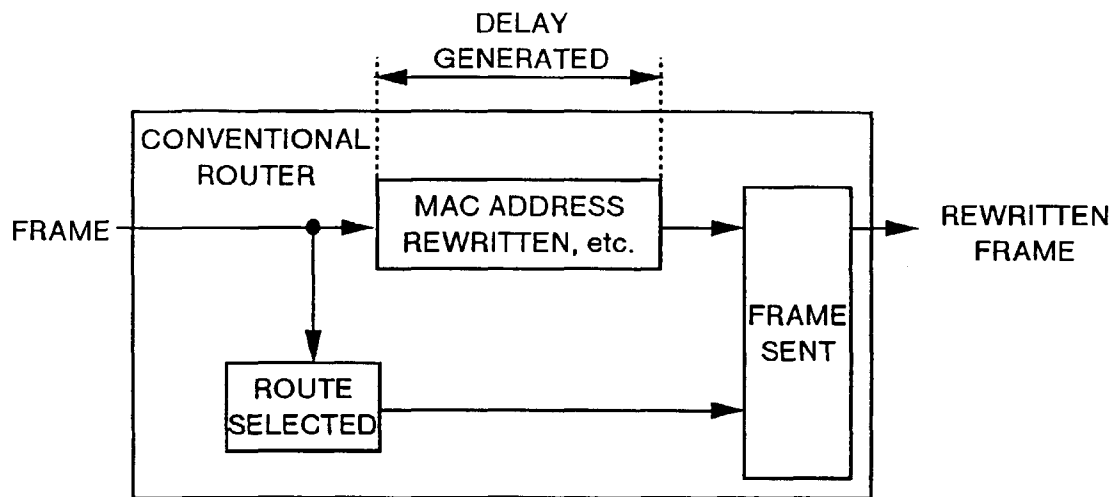 DELAY
GENERATED
CONVENTIONAL
ROUTER
FRAME
MAC ADDRESS
REWRITTEN, etc.
REWRITTEN
FRAME
FRAME
SENT
ROUTE
SELECTED